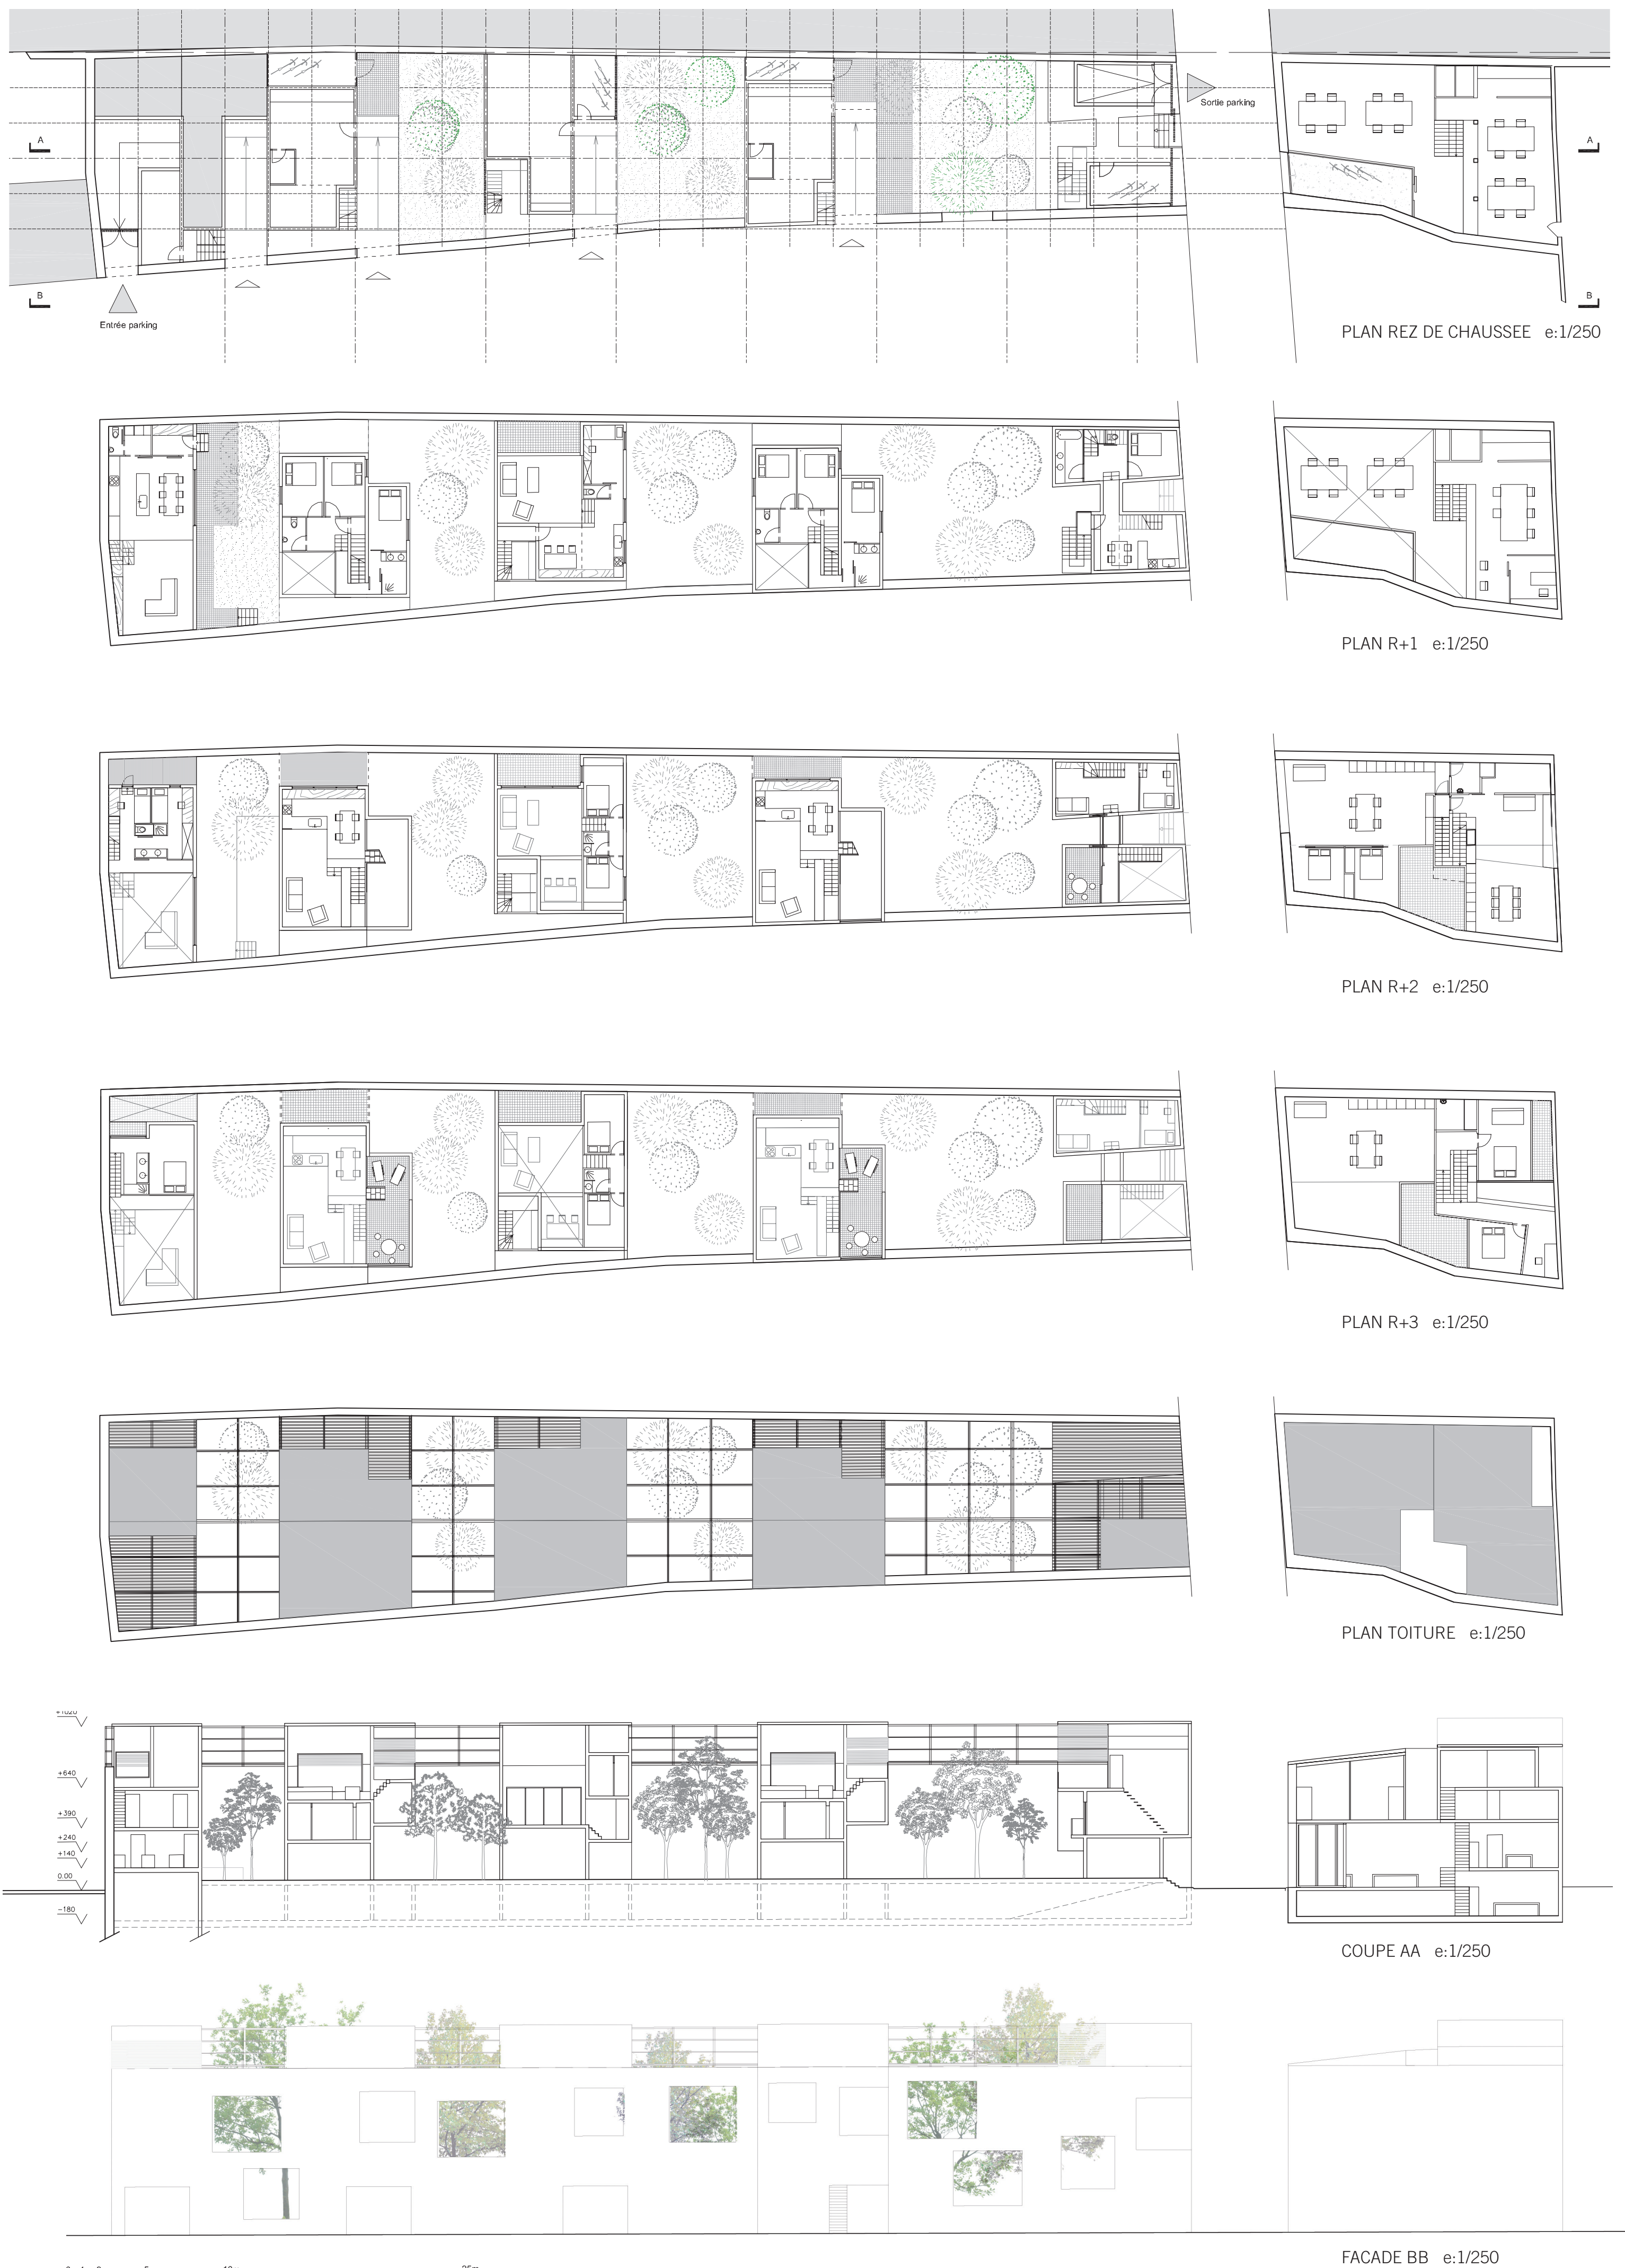 Sortie parking
A
A
B
B
Entrée parking
PLAN REZ DE CHAUSSEE e:1/250
PLAN R+1 e:1/250
PLAN R+2 e:1/250
PLAN R+3 e:1/250
PLAN TOITURE e:1/250
+1020
+640
+390
+240
+140
0.00
-180
COUPE AA e:1/250
FACADE BB e:1/250